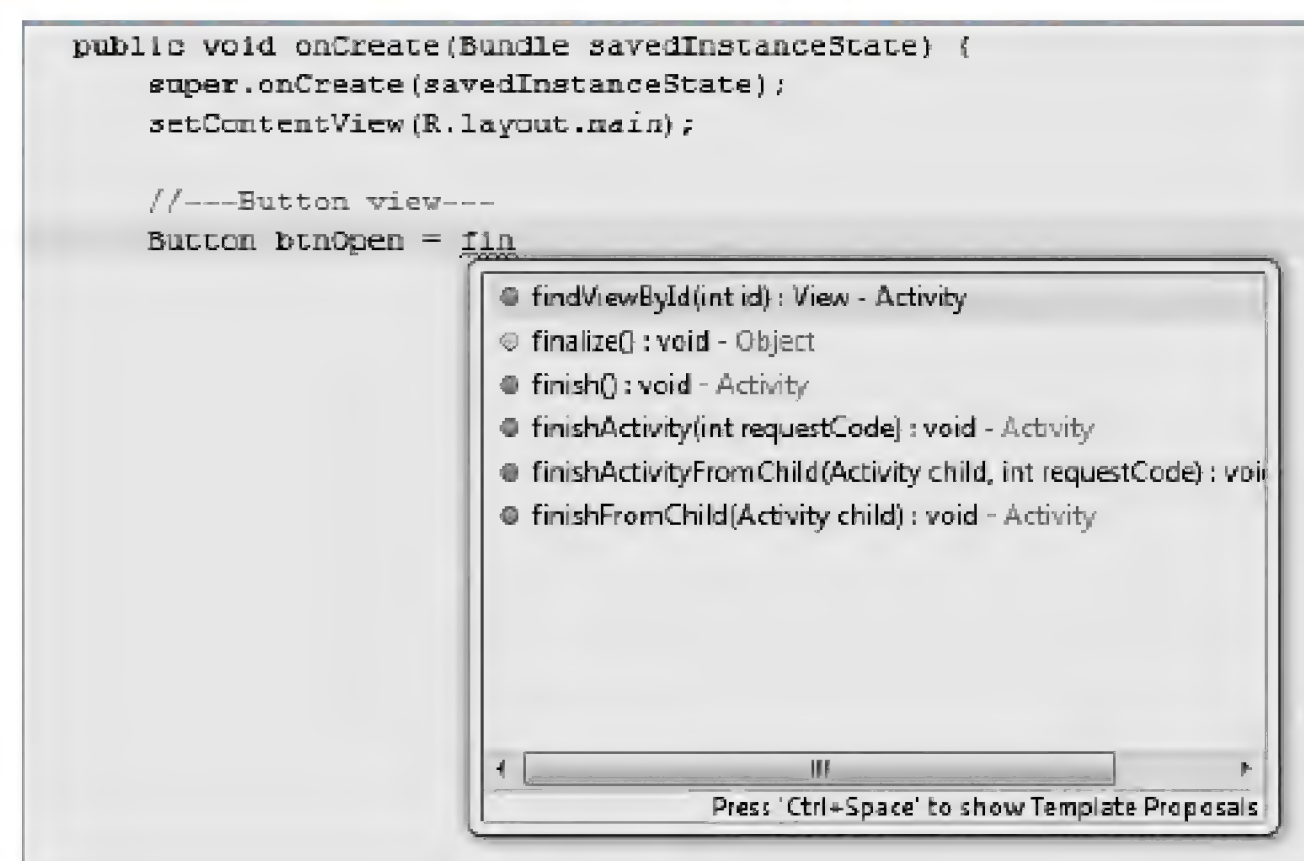 public void onCreate(Bundle savedInstanceState) {
super.onCreate(savedInstanceState);
setContentView(R.layout.main);
//---Button view---
Button btnOpen = fin
findViewById(int id) : View - Activity
finalize() : void - Object
finish() : void - Activity
finishActivity(int requestCode) : void - Activity
finishActivityFromChild(Activity child, int requestCode) : voi
finishFromChild(Activity child) : void - Activity
Press 'Ctrl+Space' to show Template Proposals